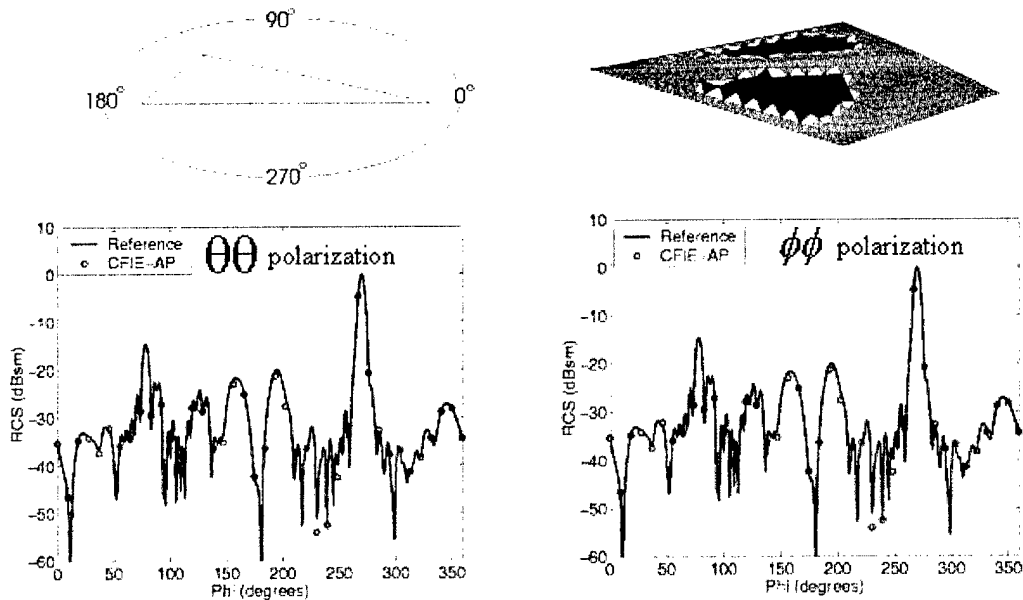 90°
180°
0°
270°
10
0
-10
-20
-30
-40
-50
-60
RCS (dBsm)
Reference
CFIE-AP
θθ polarization
0 50 100 150 200 250 300 350
Phi (degrees)
10
0
-10
-20
-30
-40
-50
-60
RCS (dBsm)
Reference
CFIE-AP
ϕϕ polarization
0 50 100 150 200 250 300 350
Phi (degrees)